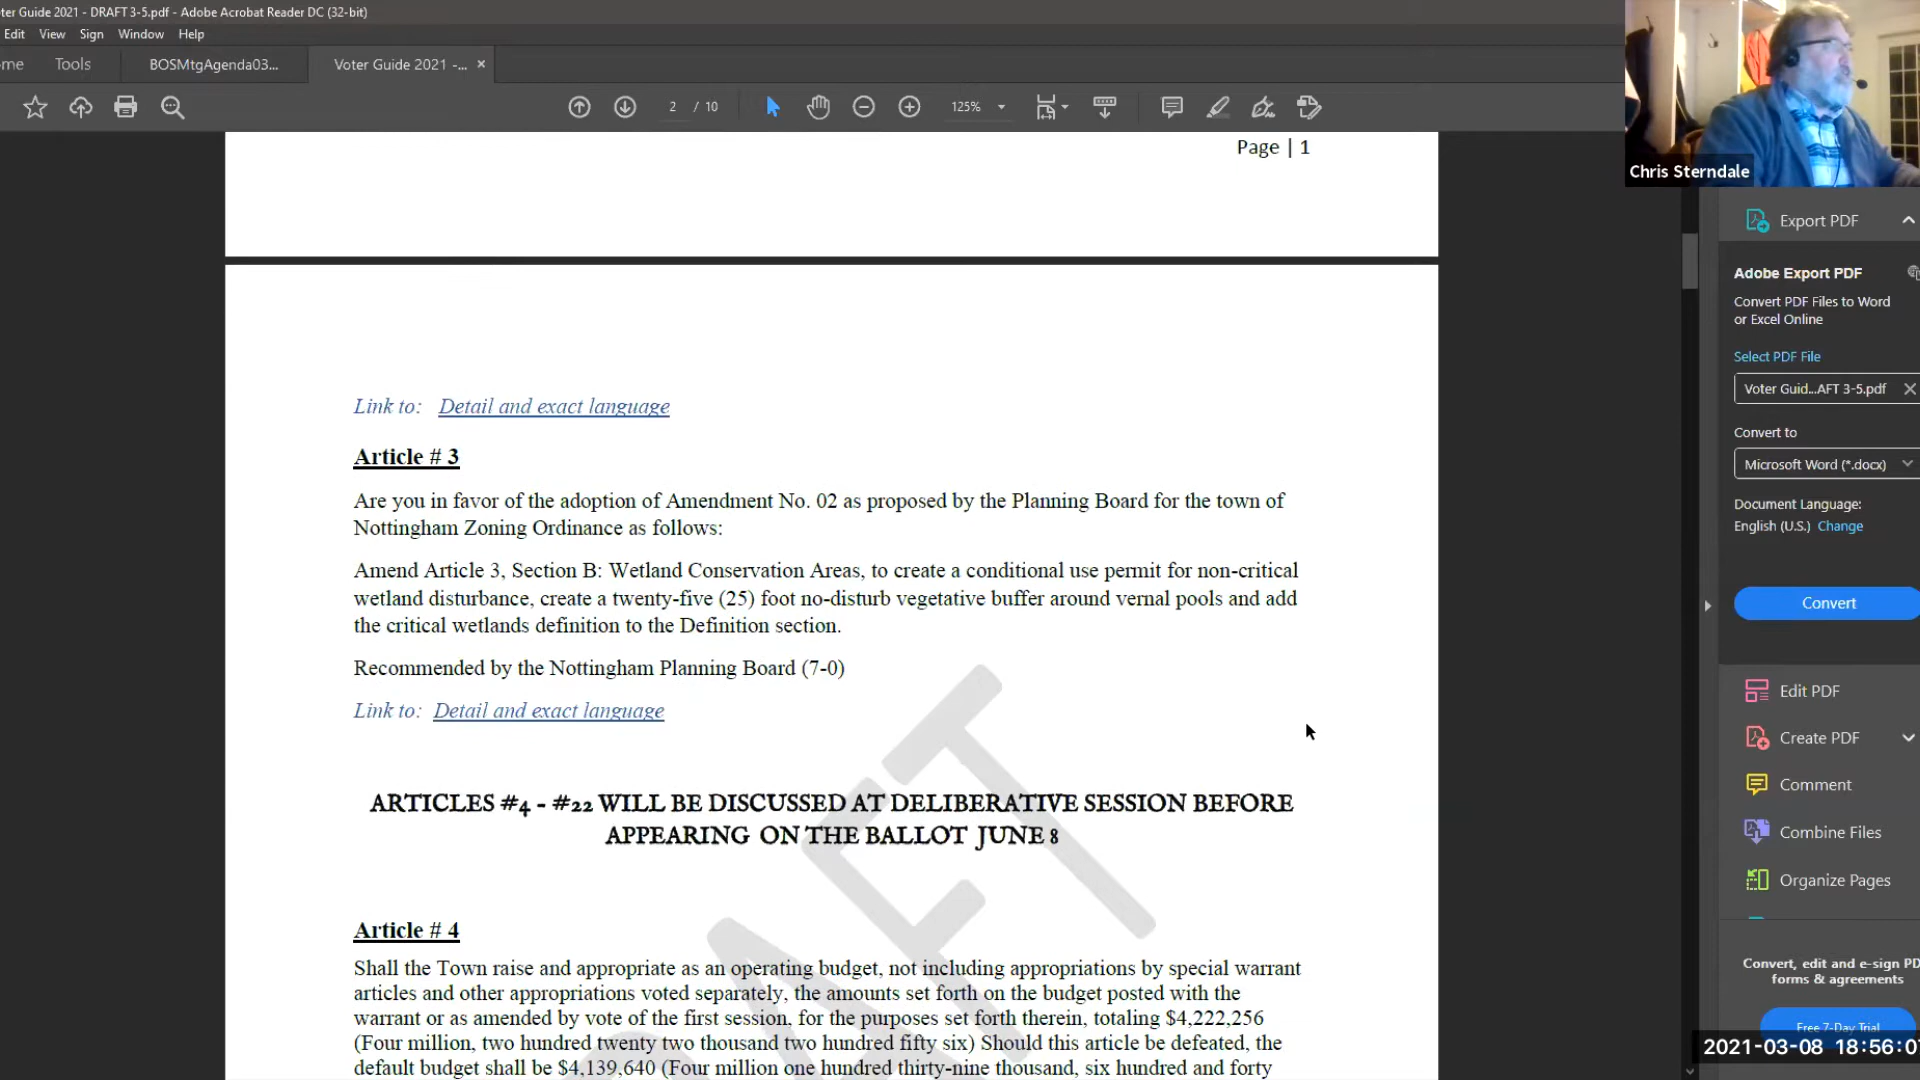 ter Guide 2021 - DRAFT 3-5.pdf - Adobe Acrobat Reader DC (32-bit)
Edit View Sign Window Help
me Tools BOSMtgAgenda03... Voter Guide 2021 -... ×
2 / 10 125%
Chris Sterndale
Page | 1
Link to: Detail and exact language
Article # 3
Are you in favor of the adoption of Amendment No. 02 as proposed by the Planning Board for the town of
Nottingham Zoning Ordinance as follows:
Amend Article 3, Section B: Wetland Conservation Areas, to create a conditional use permit for non-critical
wetland disturbance, create a twenty-five (25) foot no-disturb vegetative buffer around vernal pools and add
the critical wetlands definition to the Definition section.
Recommended by the Nottingham Planning Board (7-0)
Link to: Detail and exact language
ARTICLES #4 - #22 WILL BE DISCUSSED AT DELIBERATIVE SESSION BEFORE
APPEARING ON THE BALLOT JUNE 8
Article # 4
Shall the Town raise and appropriate as an operating budget, not including appropriations by special warrant
articles and other appropriations voted separately, the amounts set forth on the budget posted with the
warrant or as amended by vote of the first session, for the purposes set forth therein, totaling $4,222,256
(Four million, two hundred twenty two thousand two hundred fifty six) Should this article be defeated, the
default budget shall be $4,139,640 (Four million one hundred thirty-nine thousand, six hundred and forty
DRAFT
Export PDF
Adobe Export PDF
Convert PDF Files to Word
or Excel Online
Select PDF File
Voter Guid...AFT 3-5.pdf ×
Convert to
Microsoft Word (*.docx)
Document Language:
English (U.S.) Change
Convert
Edit PDF
Create PDF
Comment
Combine Files
Organize Pages
Convert, edit and e-sign PD
forms & agreements
Free 7-Day Trial
2021-03-08 18:56:07